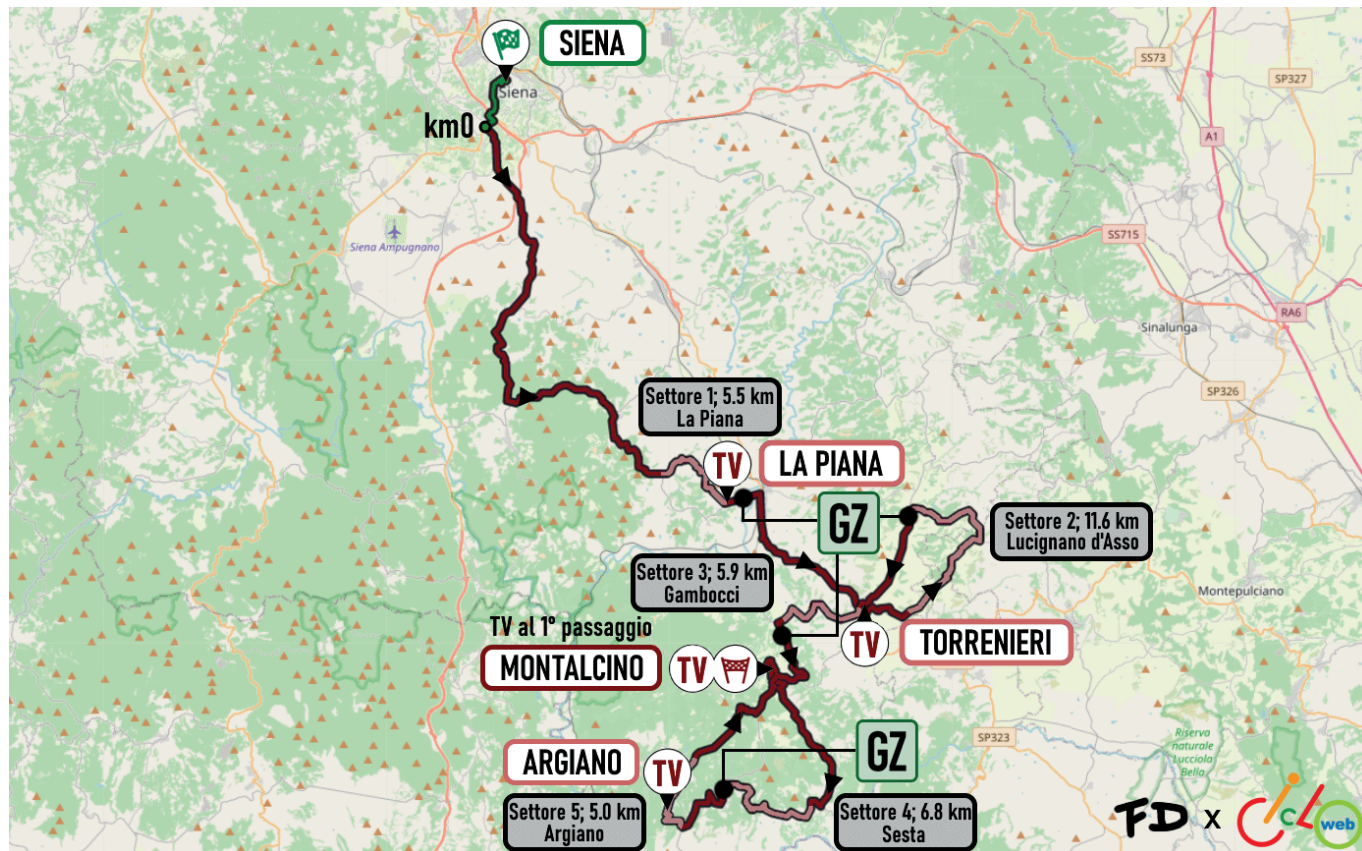 SIENA
Siena
km0
SS73
SP327
A1
Siena Ampugnano
SS715
RA6
Sinalunga
SP326
Settore 1; 5.5 km
La Piana
TV
LA PIANA
GZ
Settore 2; 11.6 km
Lucignano d'Asso
Settore 3; 5.9 km
Gambocci
Montepulciano
TV al 1° passaggio
TV
TORRENIERI
MONTALCINO
TV
SP323
Riserva
naturale
Lucciola
Bella
GZ
ARGIANO
TV
Settore 5; 5.0 km
Argiano
Settore 4; 6.8 km
Sesta
FD x Ciclo
web